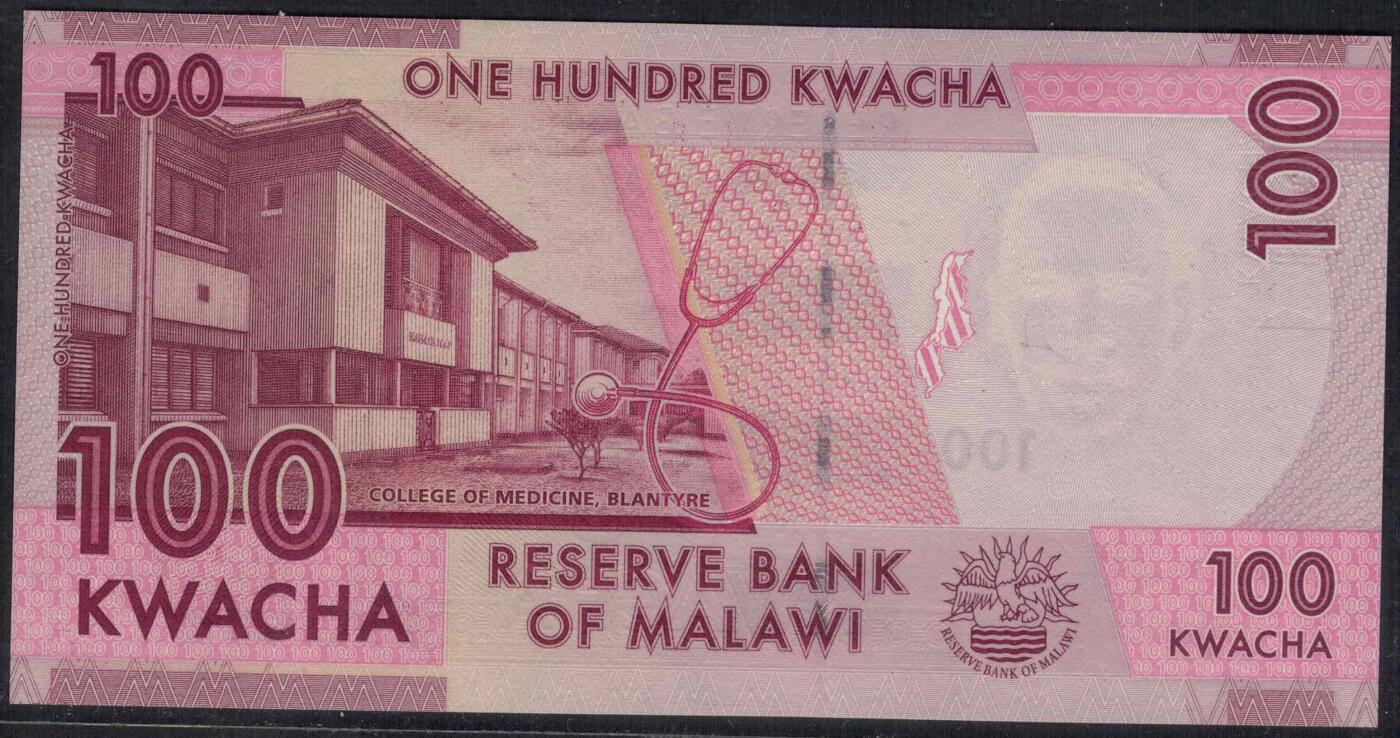 100
ONE HUNDRED KWACHA
100
ONE HUNDRED KWACHA
100
COLLEGE OF MEDICINE, BLANTYRE
100
KWACHA
RESERVE BANK
OF MALAWI
RESERVE BANK OF MALAWI
100
KWACHA